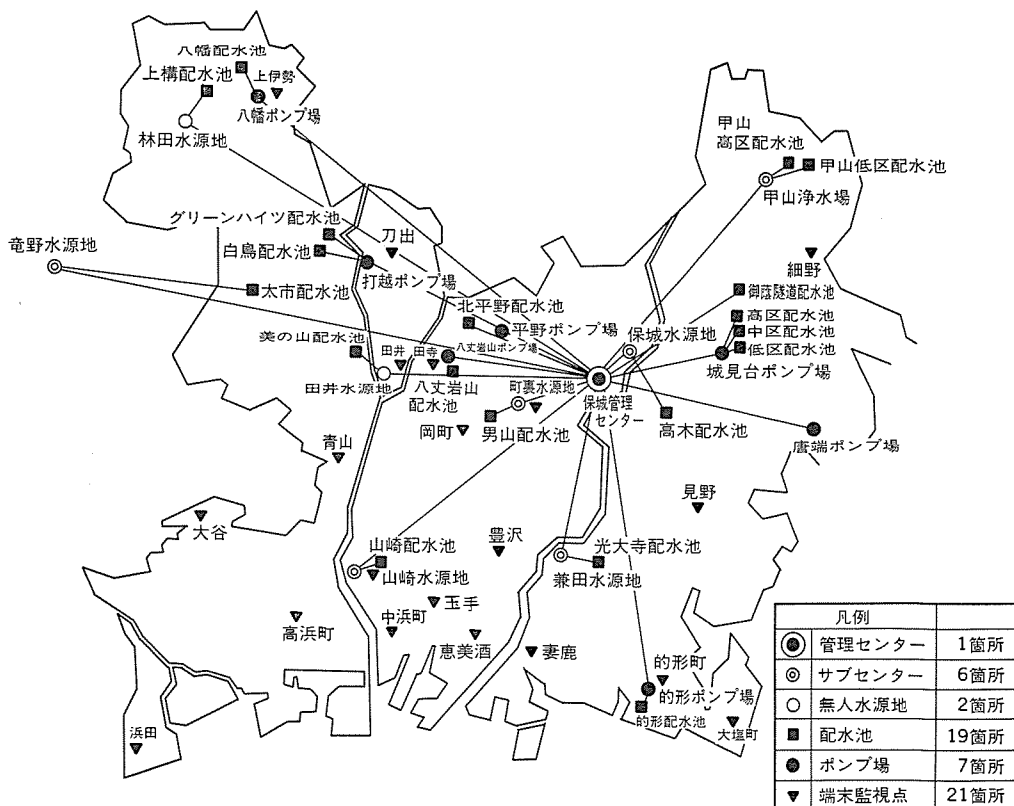 八幡配水池
上構配水池
上伊勢
八幡ポンプ場
林田水源地
甲山
高区配水池
甲山低区配水池
甲山浄水場
グリーンハイツ配水池
刀出
竜野水源地
白鳥配水池
打越ポンプ場
細野
太市配水池
北平野配水池
御蔭隧道配水池
高区配水池
中区配水池
低区配水池
平野ポンプ場
保城水源地
美の山配水池
田井
田寺
八丈岩山ポンプ場
城見台ポンプ場
田井水源地
八丈岩山
配水池
町裏水源地
保城管理
センター
岡町
男山配水池
高木配水池
唐端ポンプ場
青山
見野
大谷
豊沢
山崎配水池
光大寺配水池
山崎水源地
兼田水源地
玉手
高浜町
中浜町
恵美酒
妻鹿
的形町
的形ポンプ場
的形配水池
大塩町
浜田
凡例
管理センター 1箇所
サブセンター 6箇所
無人水源地 2箇所
配水池 19箇所
ポンプ場 7箇所
端末監視点 21箇所